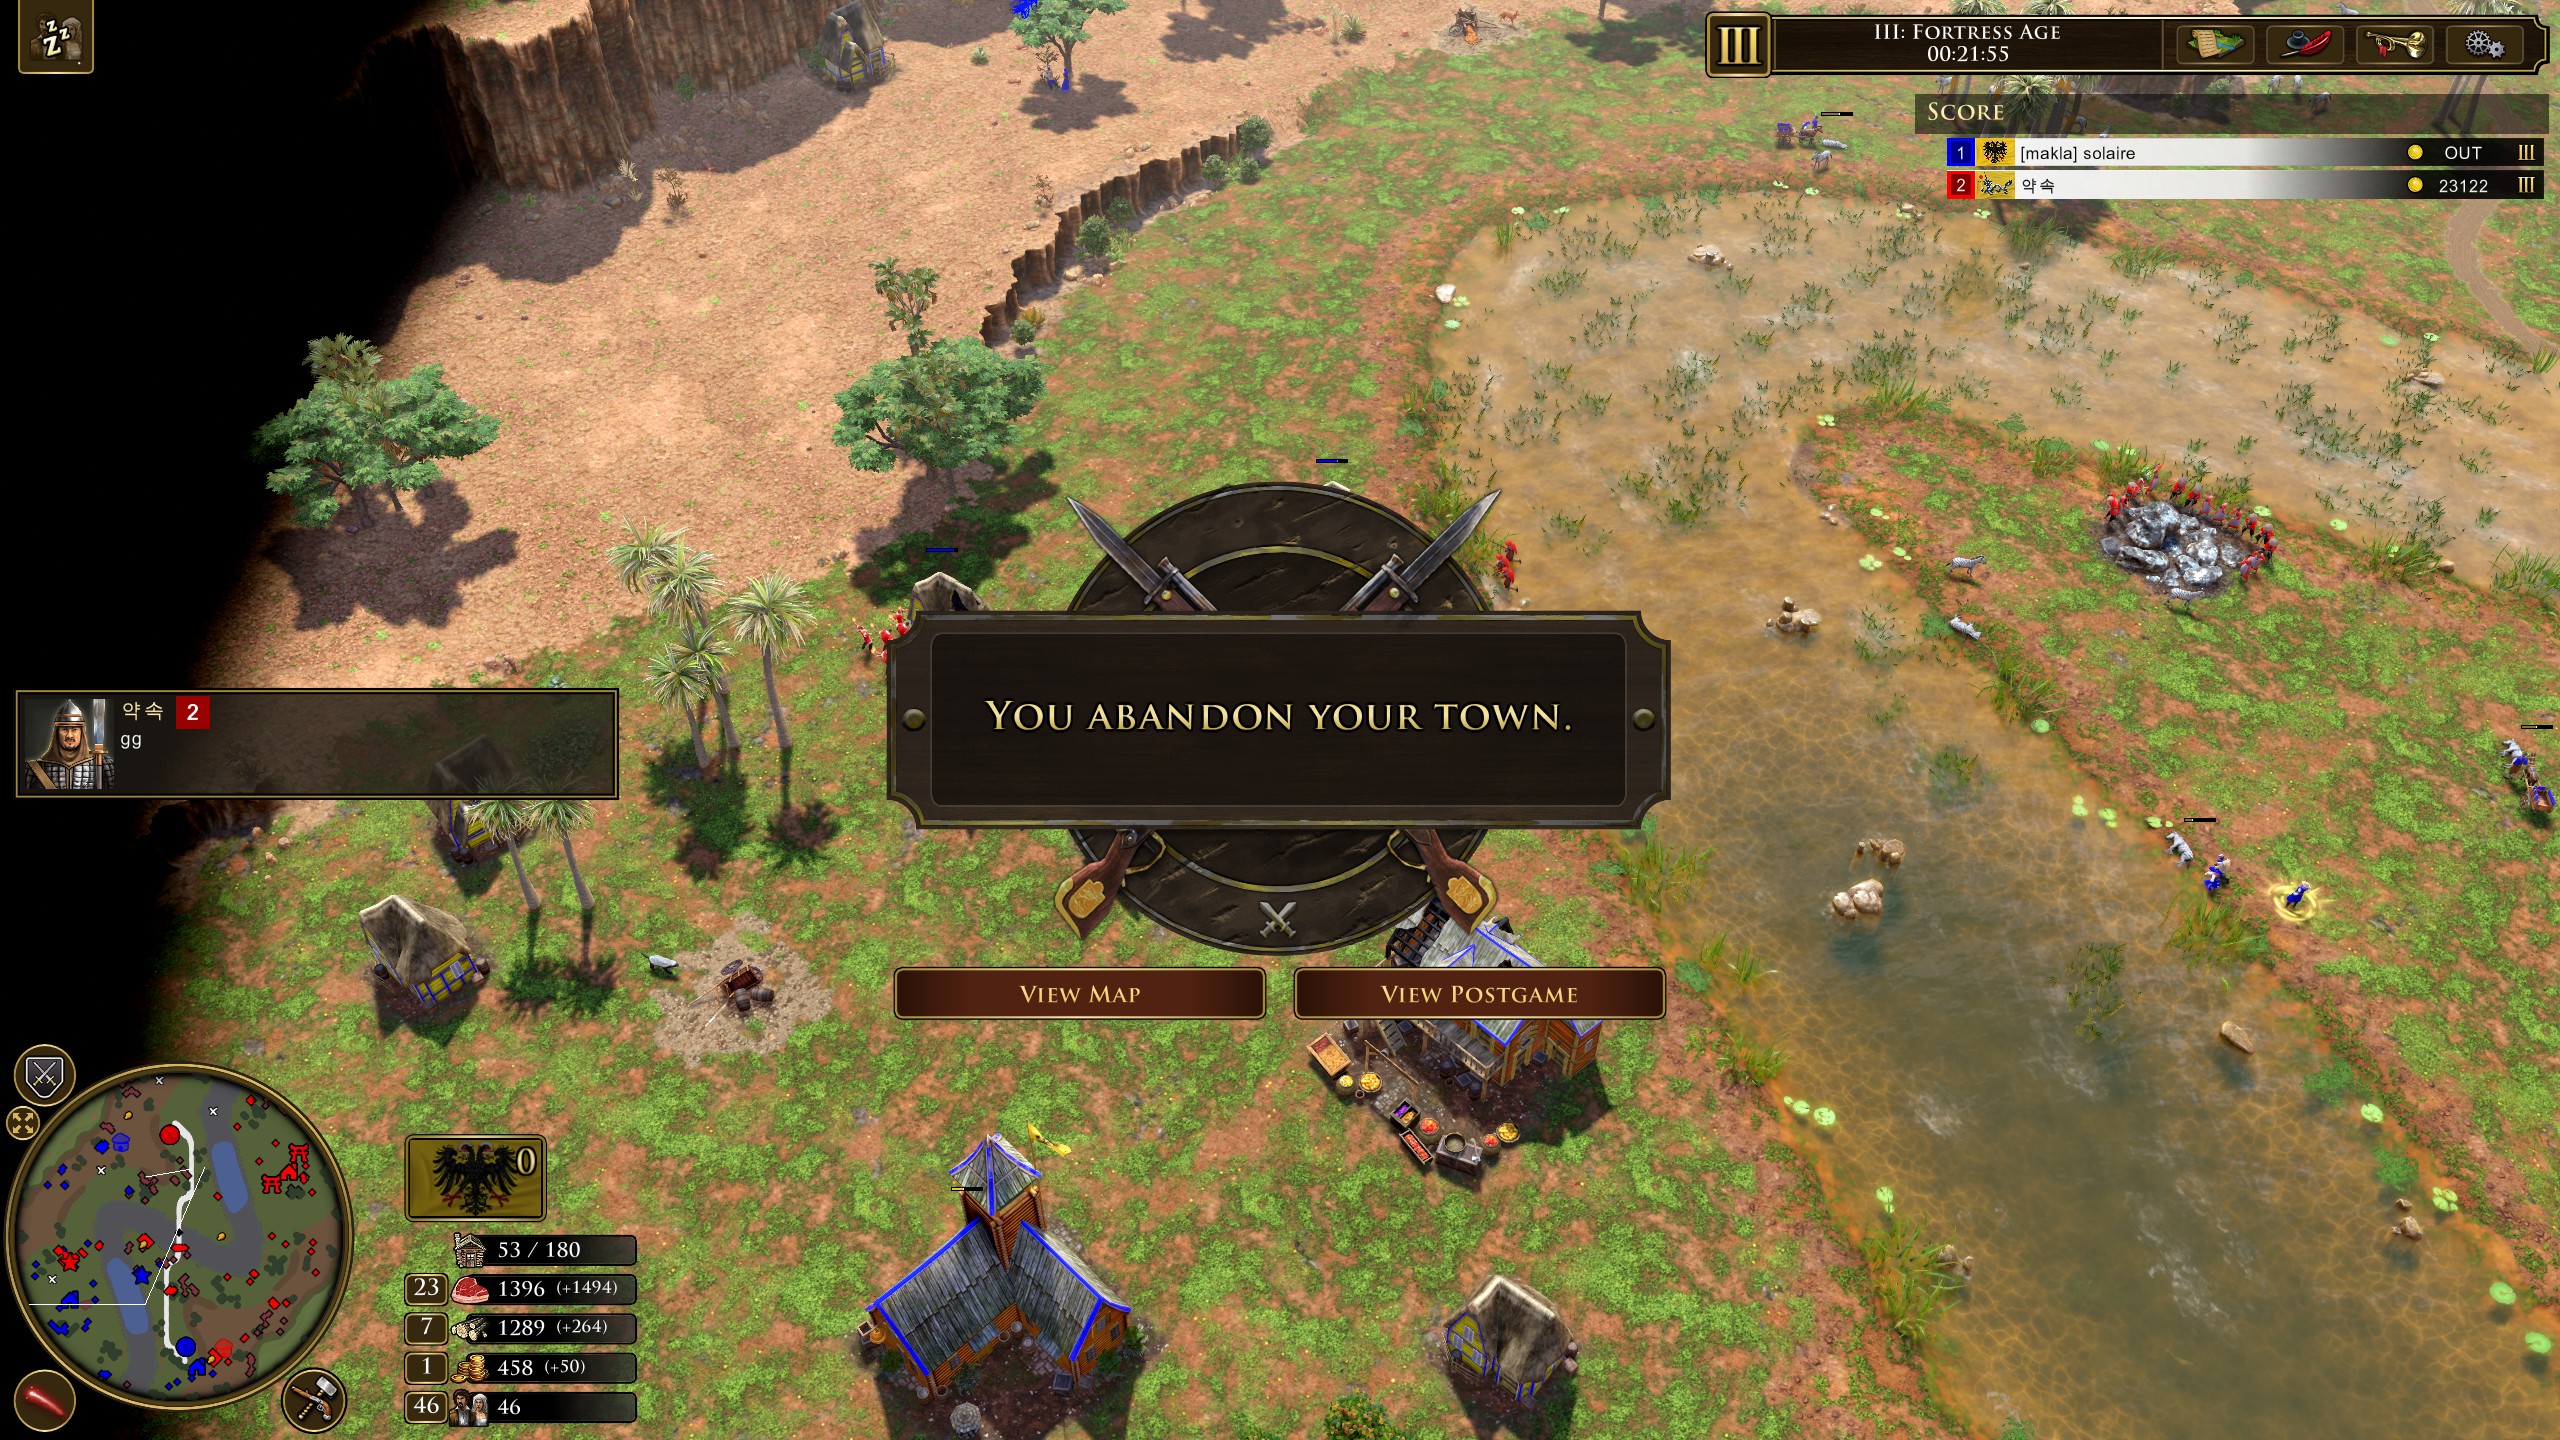 III
III: Fortress Age
00:21:55
Score
1 [makla] solaire OUT III
2 약속 23122 III
약속 2
gg
You abandon your town.
View Map
View Postgame
0
53 / 180
23 1396 (+1494)
7 1289 (+264)
1 458 (+50)
46 46